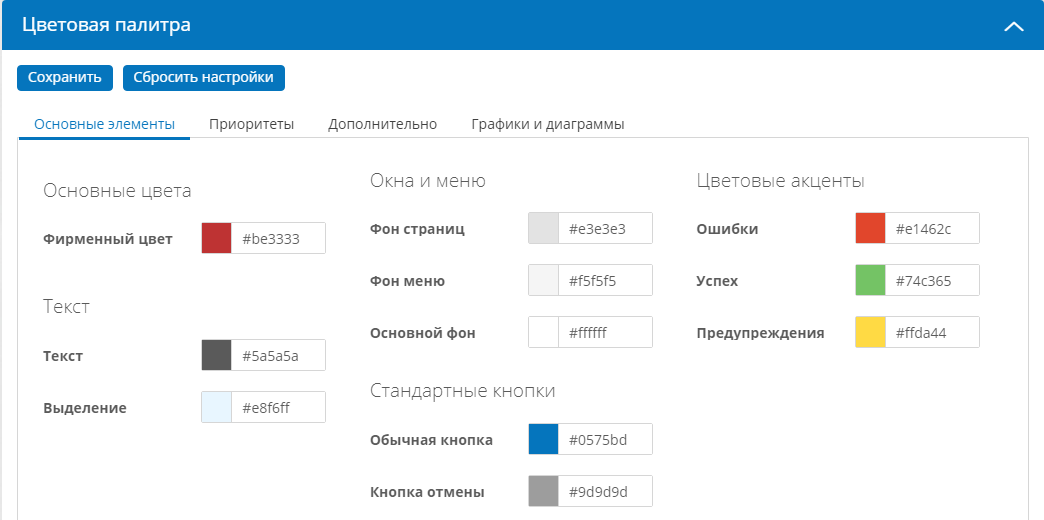 Цветовая палитра
Сохранить
Сбросить настройки
Основные элементы
Приоритеты
Дополнительно
Графики и диаграммы
Основные цвета
Фирменный цвет
#be3333
Текст
Текст
#5a5a5a
Выделение
#e8f6ff
Окна и меню
Фон страниц
#e3e3e3
Фон меню
#f5f5f5
Основной фон
#ffffff
Стандартные кнопки
Обычная кнопка
#0575bd
Кнопка отмены
#9d9d9d
Цветовые акценты
Ошибки
#e1462c
Успех
#74c365
Предупреждения
#ffda44